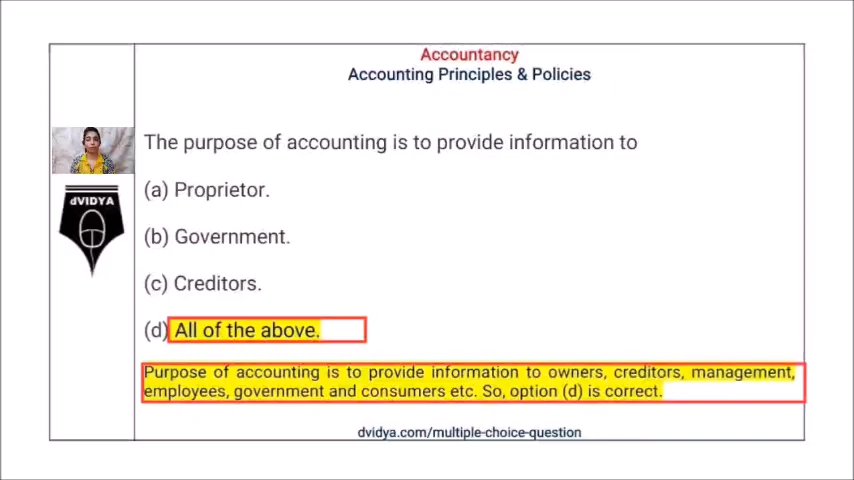 Accountancy
Accounting Principles & Policies
The purpose of accounting is to provide information to
(a) Proprietor.
dVIDYA
(b) Government.
(c) Creditors.
(d) All of the above.
Purpose of accounting is to provide information to owners, creditors, management,
employees, government and consumers etc. So, option (d) is correct.
dvidya.com/multiple-choice-question